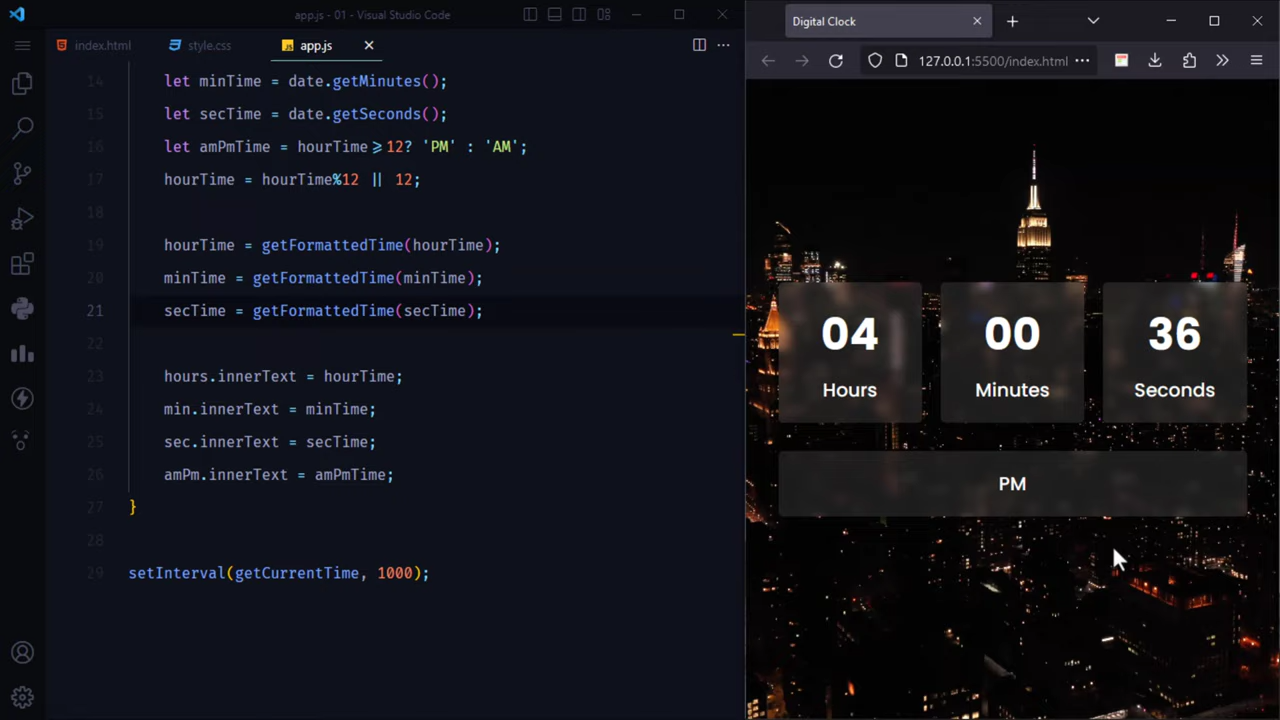 app.js - 01 - Visual Studio Code
index.html
style.css
JS app.js
14 let minTime = date.getMinutes();
15 let secTime = date.getSeconds();
16 let amPmTime = hourTime>=12? 'PM' : 'AM';
17 hourTime = hourTime%12 || 12;
18
19 hourTime = getFormattedTime(hourTime);
20 minTime = getFormattedTime(minTime);
21 secTime = getFormattedTime(secTime);
22
23 hours.innerText = hourTime;
24 min.innerText = minTime;
25 sec.innerText = secTime;
26 amPm.innerText = amPmTime;
27 }
28
29 setInterval(getCurrentTime, 1000);
Digital Clock
127.0.0.1:5500/index.html
04 00 36
Hours Minutes Seconds
PM